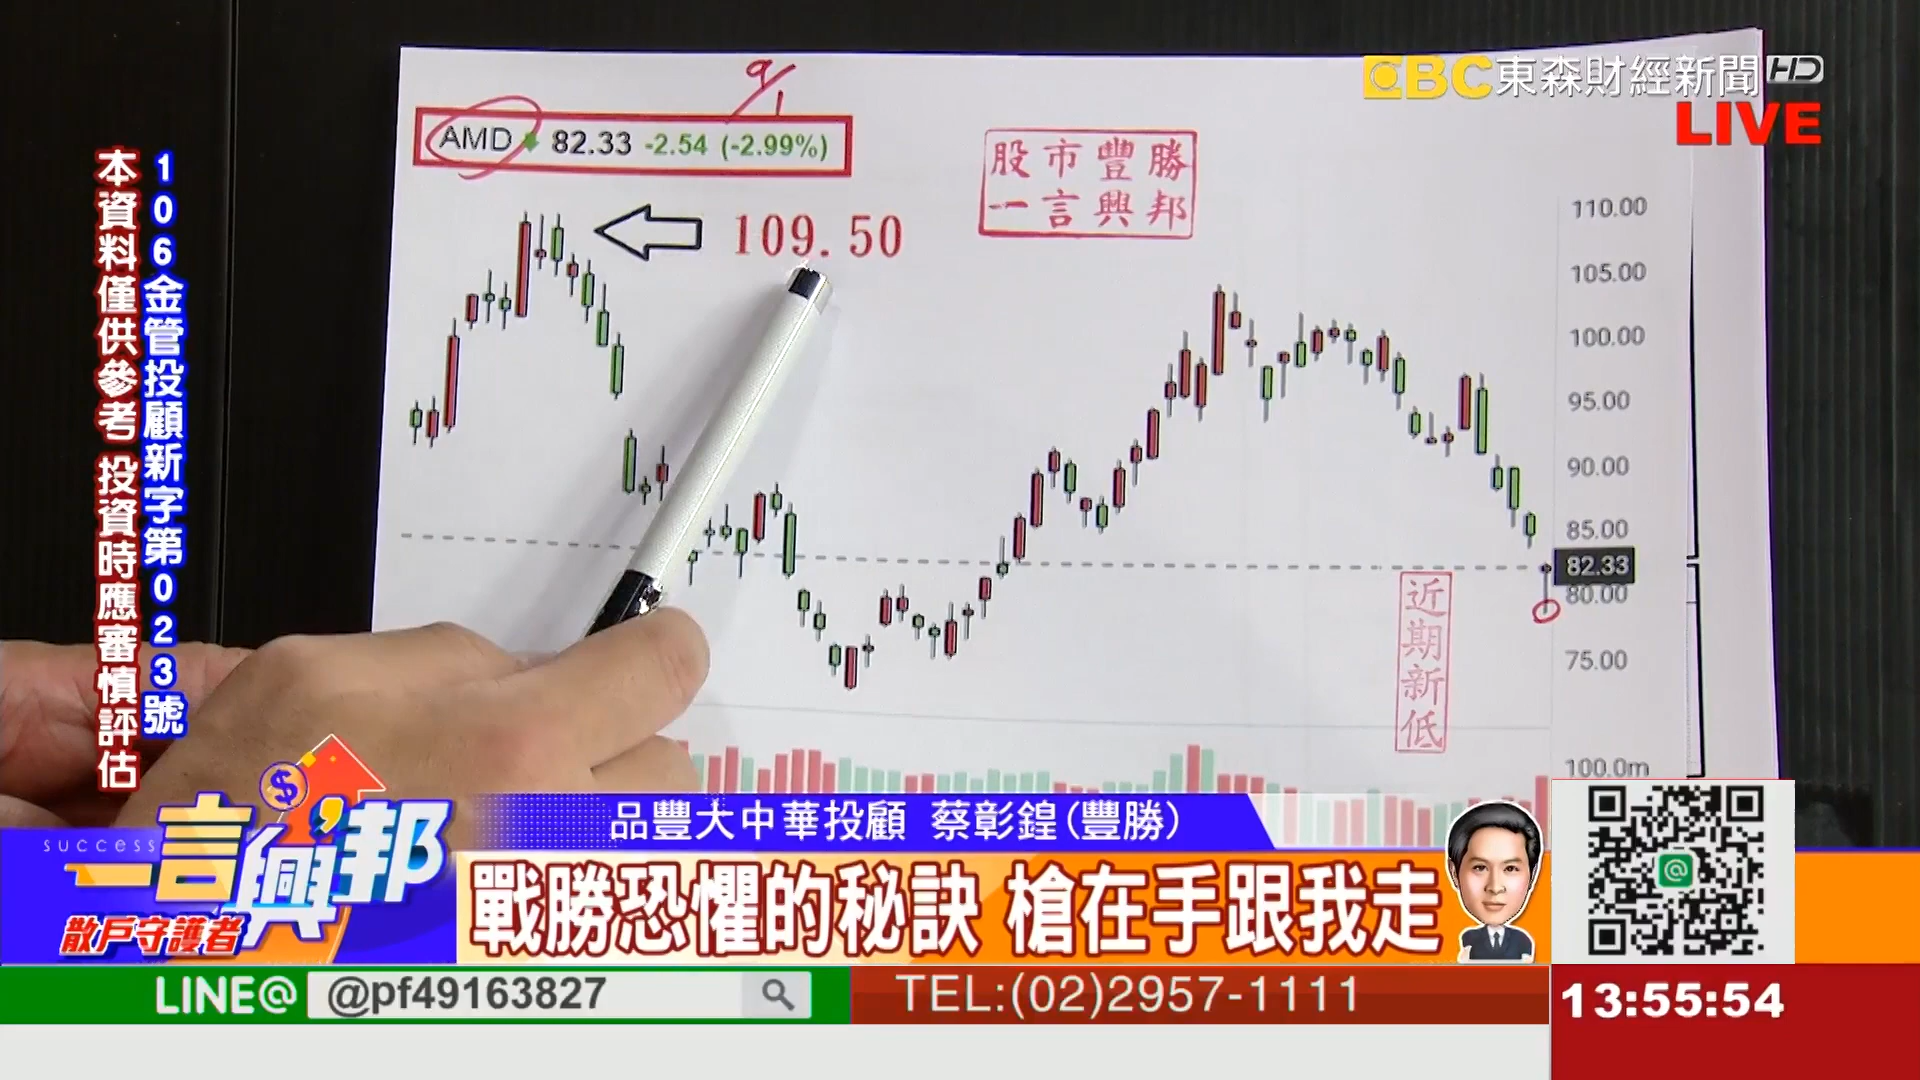 EBC東森財經新聞HD
LIVE
本資料僅供參考 投資時應審慎評估
106金管投顧新字第023號
9/1
AMD 82.33 -2.54 (-2.99%)
109.50
股市豐勝
一言興邦
110.00
105.00
100.00
95.00
90.00
85.00
82.33
80.00
75.00
100.0m
近期新低
success
一言興邦
散戶守護者
品豐大中華投顧 蔡彰鍠(豐勝)
戰勝恐懼的秘訣 槍在手跟我走
LINE@ @pf49163827
TEL:(02)2957-1111
13:55:54